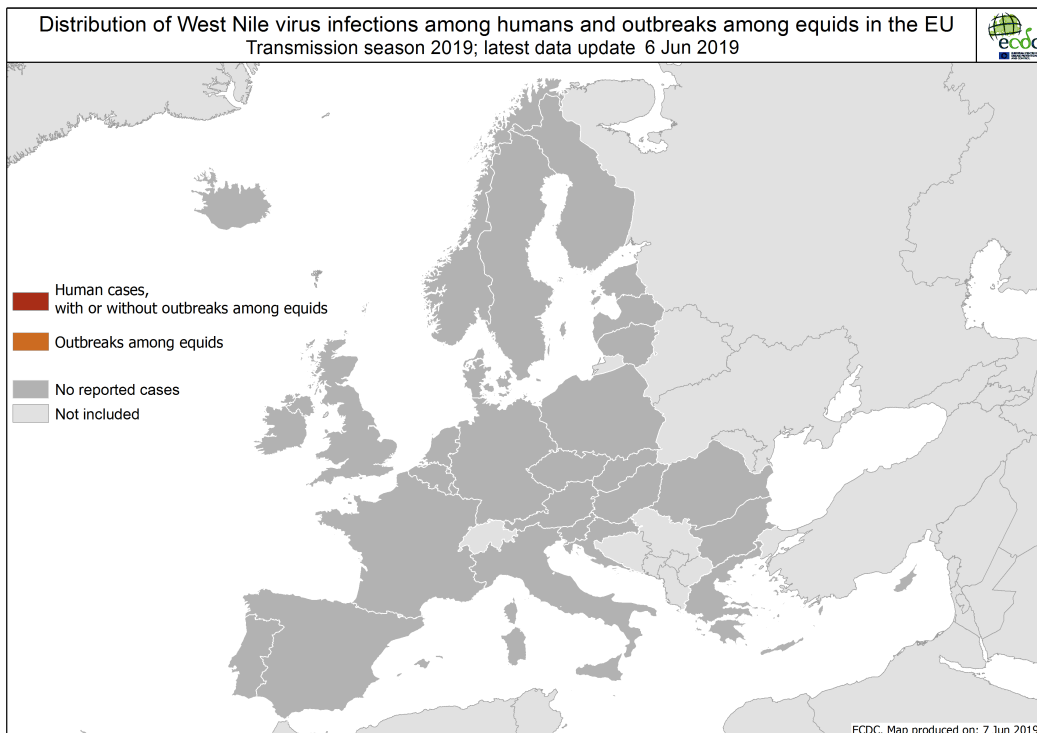 Distribution of West Nile virus infections among humans and outbreaks among equids in the EU
Transmission season 2019; latest data update 6 Jun 2019
ecdc
Human cases,
with or without outbreaks among equids
Outbreaks among equids
No reported cases
Not included
ECDC. Map produced on: 7 Jun 2019